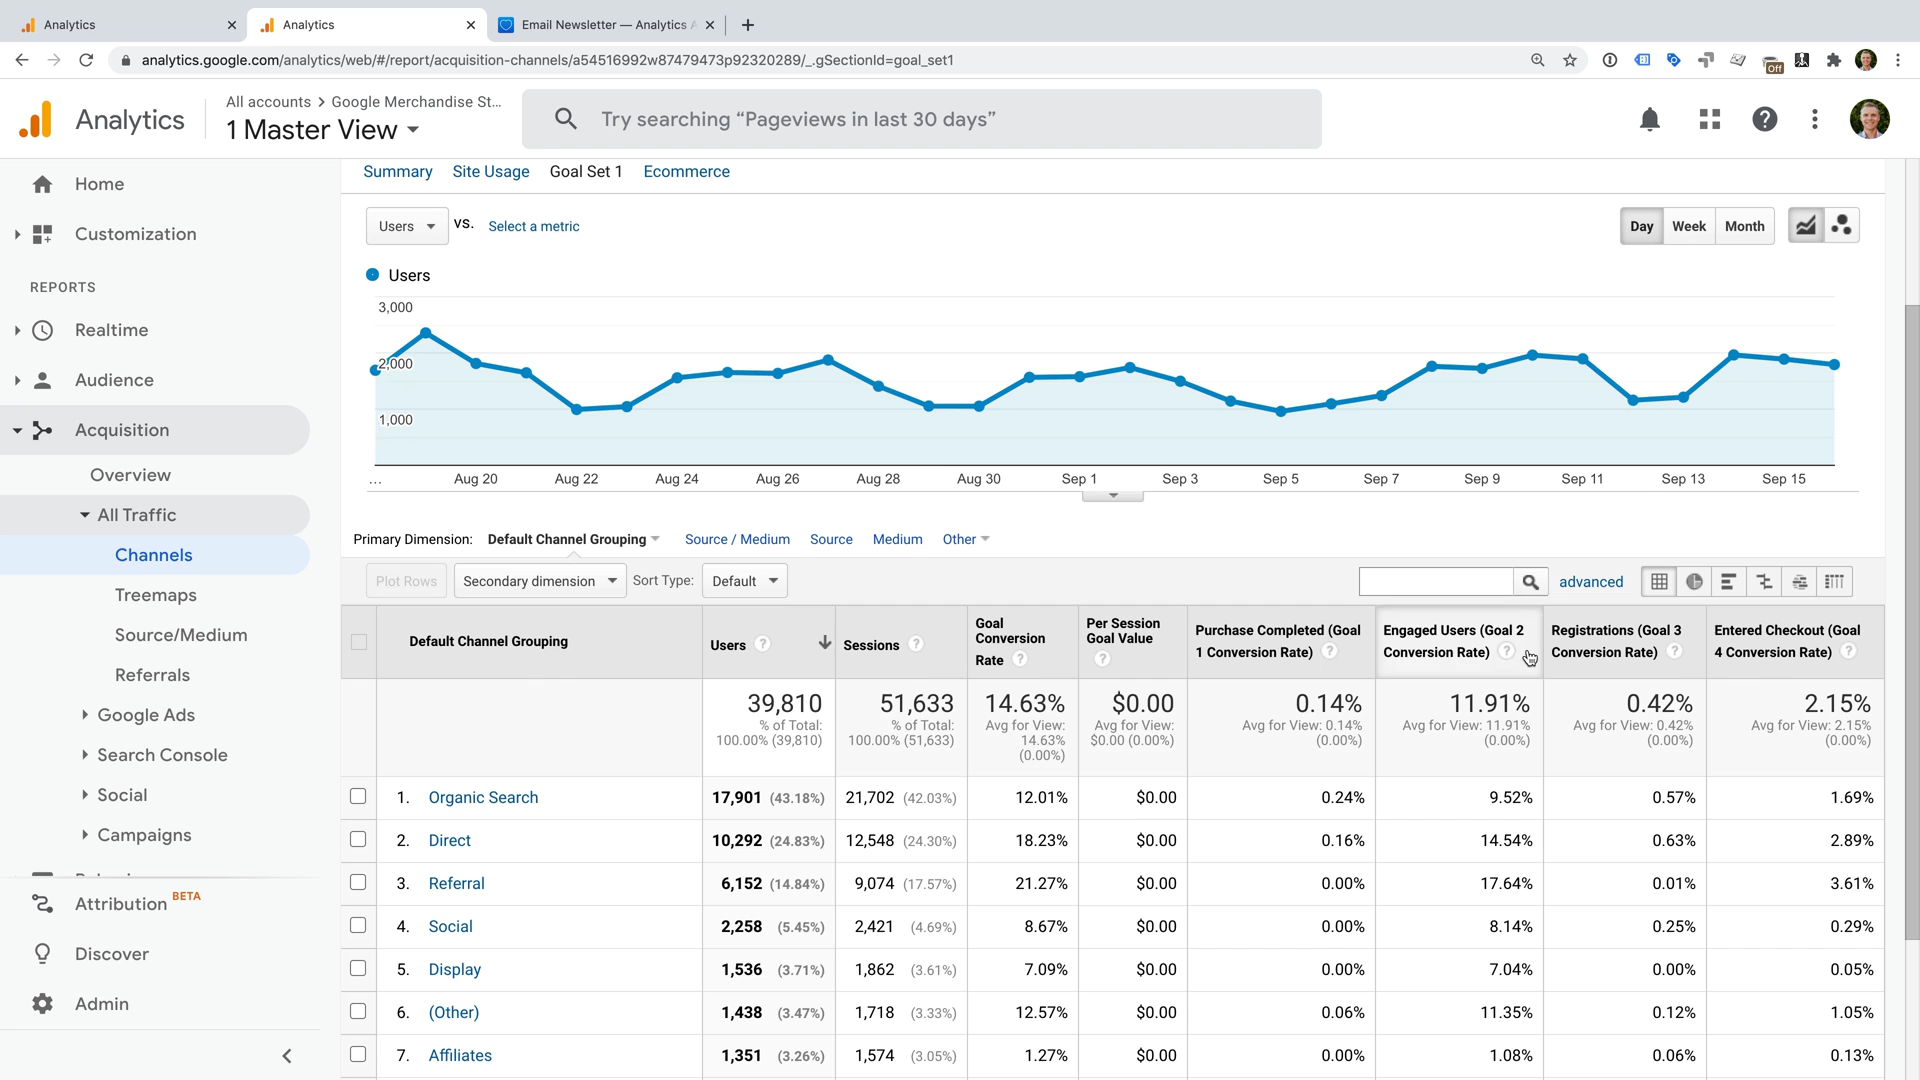 Analytics
Analytics
Email Newsletter — Analytics
analytics.google.com/analytics/web/#/report/acquisition-channels/a54516992w87479473p92320289/_.gSectionId=goal_set1
Off
Analytics
All accounts > Google Merchandise St...
1 Master View
Try searching “Pageviews in last 30 days”
Home
Customization
REPORTS
Realtime
Audience
Acquisition
Overview
All Traffic
Channels
Treemaps
Source/Medium
Referrals
Google Ads
Search Console
Social
Campaigns
Attribution BETA
Discover
Admin
Summary Site Usage Goal Set 1 Ecommerce
Users vs. Select a metric
Day Week Month
Users
3,000
2,000
1,000
... Aug 20 Aug 22 Aug 24 Aug 26 Aug 28 Aug 30 Sep 1 Sep 3 Sep 5 Sep 7 Sep 9 Sep 11 Sep 13 Sep 15
Primary Dimension: Default Channel Grouping Source / Medium Source Medium Other
Plot Rows Secondary dimension Sort Type: Default advanced
Default Channel Grouping
Users ?
Sessions ?
Goal
Conversion
Rate ?
Per Session
Goal Value
?
Purchase Completed (Goal
1 Conversion Rate) ?
Engaged Users (Goal 2
Conversion Rate) ?
Registrations (Goal 3
Conversion Rate) ?
Entered Checkout (Goal
4 Conversion Rate) ?
39,810
% of Total:
100.00% (39,810)
51,633
% of Total:
100.00% (51,633)
14.63%
Avg for View:
14.63%
(0.00%)
$0.00
Avg for View:
$0.00 (0.00%)
0.14%
Avg for View: 0.14%
(0.00%)
11.91%
Avg for View: 11.91%
(0.00%)
0.42%
Avg for View: 0.42%
(0.00%)
2.15%
Avg for View: 2.15%
(0.00%)
1. Organic Search 17,901 (43.18%) 21,702 (42.03%) 12.01% $0.00 0.24% 9.52% 0.57% 1.69%
2. Direct 10,292 (24.83%) 12,548 (24.30%) 18.23% $0.00 0.16% 14.54% 0.63% 2.89%
3. Referral 6,152 (14.84%) 9,074 (17.57%) 21.27% $0.00 0.00% 17.64% 0.01% 3.61%
4. Social 2,258 (5.45%) 2,421 (4.69%) 8.67% $0.00 0.00% 8.14% 0.25% 0.29%
5. Display 1,536 (3.71%) 1,862 (3.61%) 7.09% $0.00 0.00% 7.04% 0.00% 0.05%
6. (Other) 1,438 (3.47%) 1,718 (3.33%) 12.57% $0.00 0.06% 11.35% 0.12% 1.05%
7. Affiliates 1,351 (3.26%) 1,574 (3.05%) 1.27% $0.00 0.00% 1.08% 0.06% 0.13%